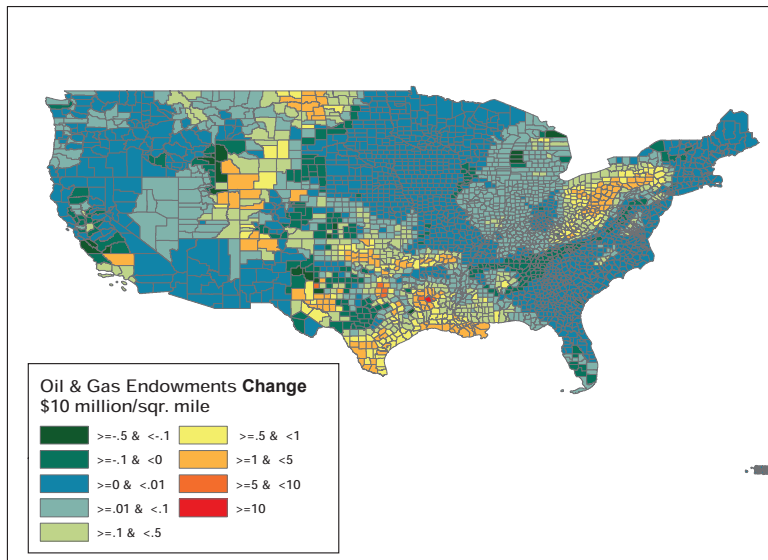 Oil & Gas Endowments Change
$10 million/sqr. mile
>=-.5 & <-.1
>=-.1 & <0
>=0 & <.01
>=.01 & <.1
>=.1 & <.5
>=.5 & <1
>=1 & <5
>=5 & <10
>=10